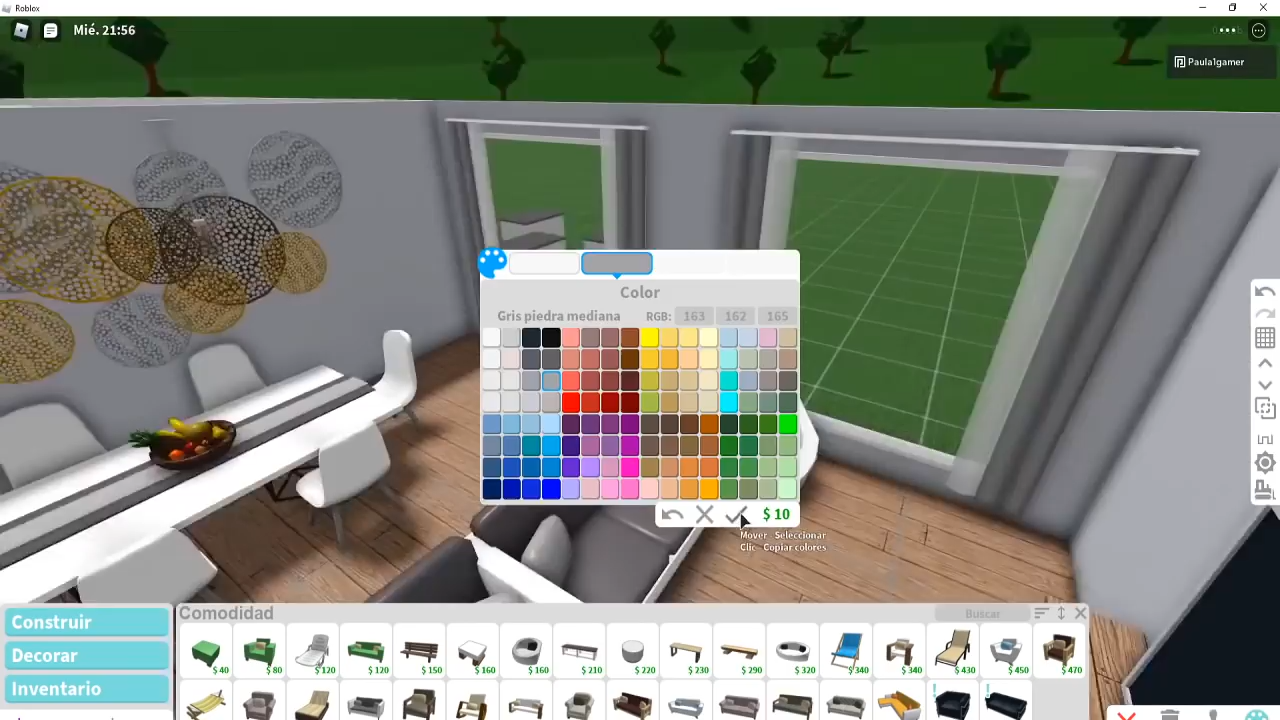 Roblox
Mié. 21:56
Paula1gamer
Color
Gris piedra mediana RGB: 163 162 165
$ 10
Mover Seleccionar
Clic Copiar colores
Construir
Decorar
Inventario
Comodidad
Buscar
$ 40 $ 80 $ 120 $ 120 $ 150 $ 160 $ 160 $ 210 $ 220 $ 230 $ 290 $ 320 $ 340 $ 340 $ 430 $ 450 $ 470